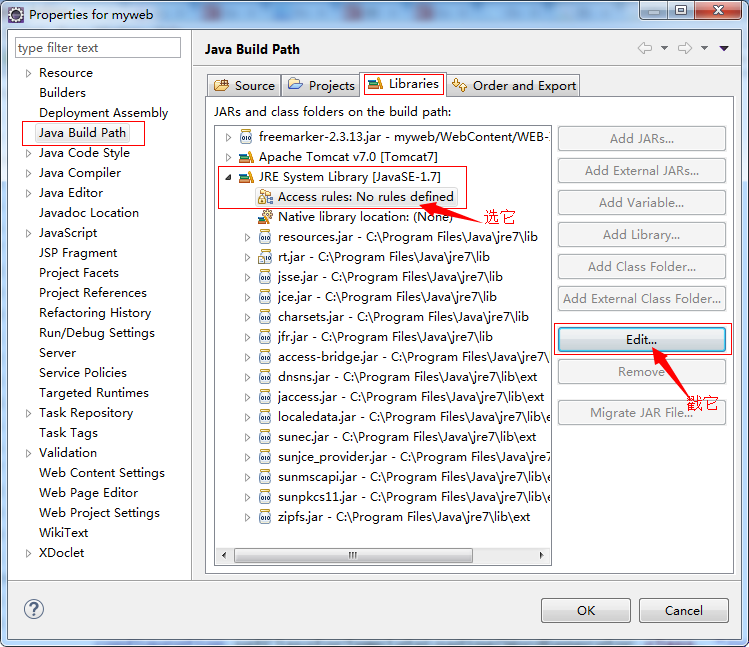 Properties for myweb
type filter text
Resource
Builders
Deployment Assembly
Java Build Path
Java Code Style
Java Compiler
Java Editor
Javadoc Location
JavaScript
JSP Fragment
Project Facets
Project References
Refactoring History
Run/Debug Settings
Server
Service Policies
Targeted Runtimes
Task Repository
Task Tags
Validation
Web Content Settings
Web Page Editor
Web Project Settings
WikiText
XDoclet
Java Build Path
Source
Projects
Libraries
Order and Export
JARs and class folders on the build path:
freemarker-2.3.13.jar - myweb/WebContent/WEB-
Apache Tomcat v7.0 [Tomcat7]
JRE System Library [JavaSE-1.7]
Access rules: No rules defined
Native library location: (None)
选它
resources.jar - C:\Program Files\Java\jre7\lib
rt.jar - C:\Program Files\Java\jre7\lib
jsse.jar - C:\Program Files\Java\jre7\lib
jce.jar - C:\Program Files\Java\jre7\lib
charsets.jar - C:\Program Files\Java\jre7\lib
jfr.jar - C:\Program Files\Java\jre7\lib
access-bridge.jar - C:\Program Files\Java\jre7\
dnsns.jar - C:\Program Files\Java\jre7\lib\ext
jaccess.jar - C:\Program Files\Java\jre7\lib\ext
localedata.jar - C:\Program Files\Java\jre7\lib\
sunec.jar - C:\Program Files\Java\jre7\lib\ext
sunjce_provider.jar - C:\Program Files\Java\jre7
sunmscapi.jar - C:\Program Files\Java\jre7\lib\
sunpkcs11.jar - C:\Program Files\Java\jre7\lib\
zipfs.jar - C:\Program Files\Java\jre7\lib\ext
Add JARs...
Add External JARs...
Add Variable...
Add Library...
Add Class Folder...
Add External Class Folder...
Edit...
Remove
戳它
Migrate JAR File...
OK
Cancel